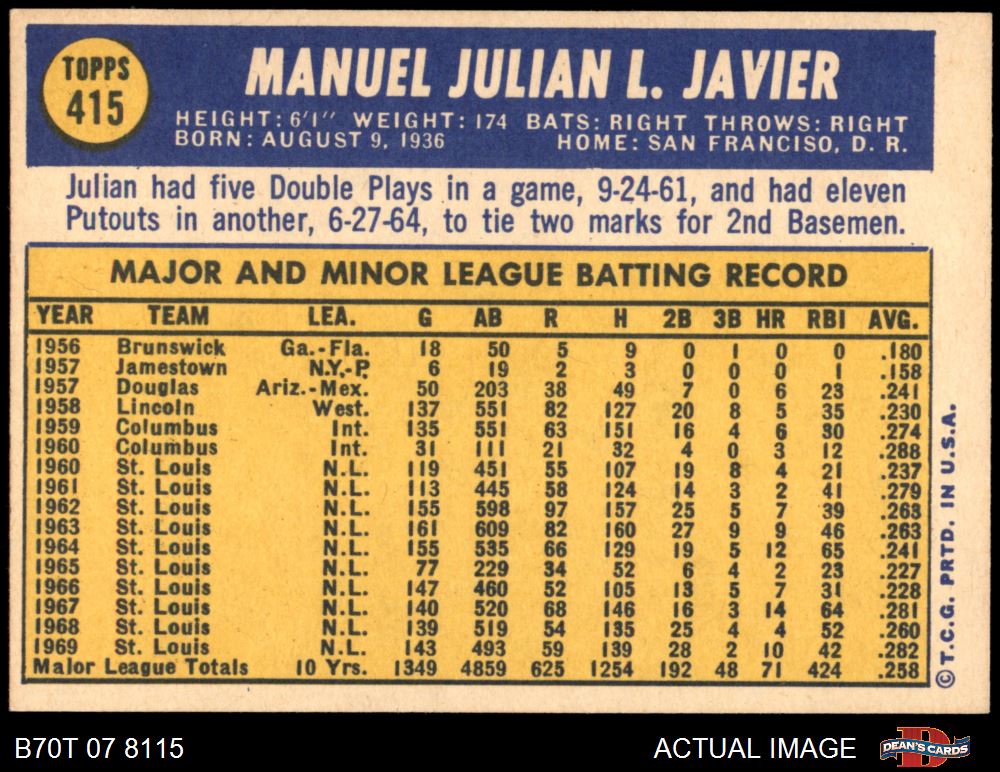 TOPPS
415
MANUEL JULIAN L. JAVIER
HEIGHT: 6'1" WEIGHT: 174 BATS: RIGHT THROWS: RIGHT
BORN: AUGUST 9, 1936 HOME: SAN FRANCISO, D. R.
Julian had five Double Plays in a game, 9-24-61, and had eleven
Putouts in another, 6-27-64, to tie two marks for 2nd Basemen.
MAJOR AND MINOR LEAGUE BATTING RECORD
YEAR TEAM LEA. G AB R H 2B 3B HR RBI AVG.
1956 Brunswick Ga.-Fla. 18 50 5 9 0 1 0 0 .180
1957 Jamestown N.Y.-P. 6 19 2 3 0 0 0 1 .158
1957 Douglas Ariz.-Mex. 50 203 38 49 7 0 6 23 .241
1958 Lincoln West. 137 551 82 127 20 8 5 35 .230
1959 Columbus Int. 135 551 63 151 16 4 6 30 .274
1960 Columbus Int. 31 111 21 32 4 0 3 12 .288
1960 St. Louis N.L. 119 451 55 107 19 8 4 21 .237
1961 St. Louis N.L. 113 445 58 124 14 3 2 41 .279
1962 St. Louis N.L. 155 598 97 157 25 5 7 39 .263
1963 St. Louis N.L. 161 609 82 160 27 9 9 46 .263
1964 St. Louis N.L. 155 535 66 129 19 5 12 65 .241
1965 St. Louis N.L. 77 229 34 52 6 4 2 23 .227
1966 St. Louis N.L. 147 460 52 105 13 5 7 31 .228
1967 St. Louis N.L. 140 520 68 146 16 3 14 64 .281
1968 St. Louis N.L. 139 519 54 135 25 4 4 52 .260
1969 St. Louis N.L. 143 493 59 139 28 2 10 42 .282
Major League Totals 10 Yrs. 1349 4859 625 1254 192 48 71 424 .258
© T.C.G. PRTD. IN U.S.A.
B70T 07 8115 ACTUAL IMAGE
DEAN'S CARDS